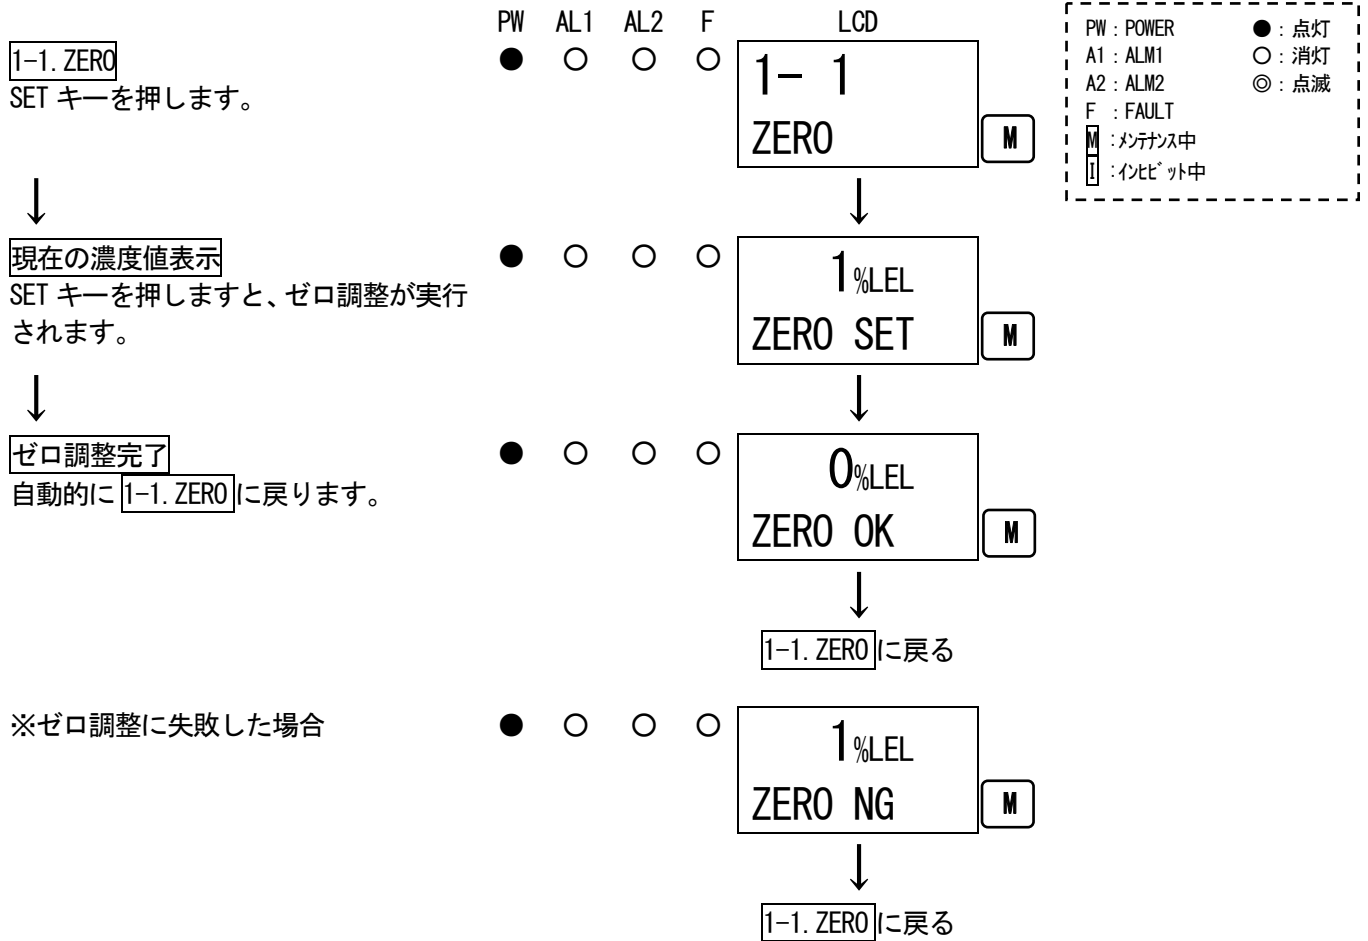 PW AL1 AL2 F LCD
PW : POWER ● : 点灯
A1 : ALM1 ○ : 消灯
A2 : ALM2 ◎ : 点滅
F : FAULT
M : ﾒﾝﾃﾅﾝｽ中
I : ｲﾝﾋﾋﾞｯﾄ中
1-1. ZERO
SET キーを押します。
● ○ ○ ○
1- 1
ZERO M
↓ ↓
現在の濃度値表示
SET キーを押しますと、ゼロ調整が実行
されます。
● ○ ○ ○
1%LEL
ZERO SET M
↓ ↓
ゼロ調整完了
自動的に 1-1. ZERO に戻ります。
● ○ ○ ○
0%LEL
ZERO OK M
↓
1-1. ZERO に戻る
※ゼロ調整に失敗した場合
● ○ ○ ○
1%LEL
ZERO NG M
↓
1-1. ZERO に戻る